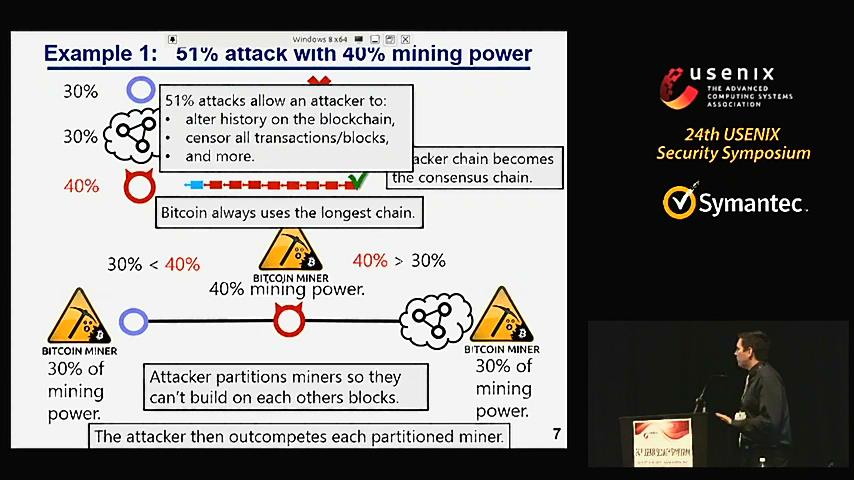 Windows 8 x64
Example 1: 51% attack with 40% mining power
30%
30%
40%
51% attacks allow an attacker to:
• alter history on the blockchain,
• censor all transactions/blocks,
• and more.
acker chain becomes
the consensus chain.
Bitcoin always uses the longest chain.
30% < 40%
40% > 30%
BITCOIN MINER
40% mining power.
BITCOIN MINER
30% of
mining
power.
BITCOIN MINER
30% of
mining
power.
Attacker partitions miners so they
can't build on each others blocks.
The attacker then outcompetes each partitioned miner.
7
usenix
THE ADVANCED
COMPUTING SYSTEMS
ASSOCIATION
24th USENIX
Security Symposium
Symantec.